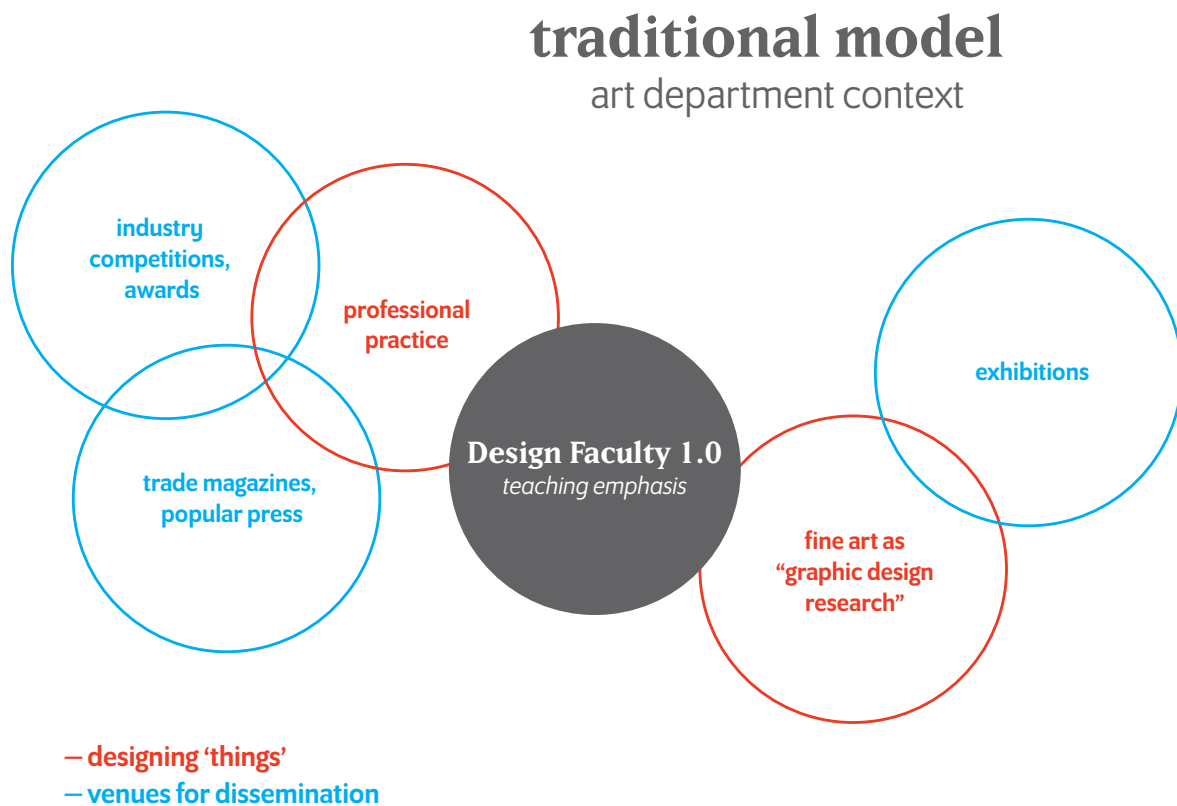 traditional model
art department context
industry
competitions,
awards
professional
practice
exhibitions
Design Faculty 1.0
teaching emphasis
trade magazines,
popular press
fine art as
“graphic design
research”
– designing ‘things’
– venues for dissemination